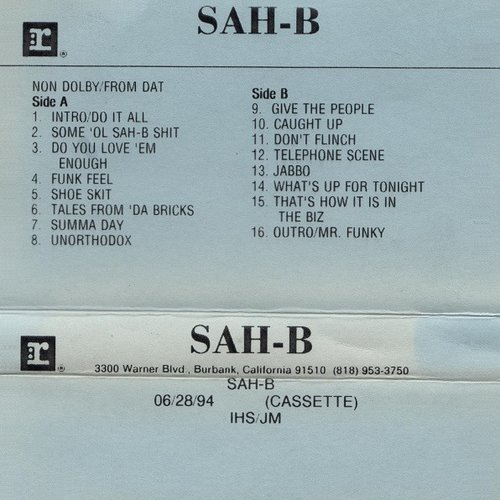 SAH-B
r
NON DOLBY/FROM DAT
Side A
1. INTRO/DO IT ALL
2. SOME 'OL SAH-B SHIT
3. DO YOU LOVE 'EM
ENOUGH
4. FUNK FEEL
5. SHOE SKIT
6. TALES FROM 'DA BRICKS
7. SUMMA DAY
8. UNORTHODOX
Side B
9. GIVE THE PEOPLE
10. CAUGHT UP
11. DON'T FLINCH
12. TELEPHONE SCENE
13. JABBO
14. WHAT'S UP FOR TONIGHT
15. THAT'S HOW IT IS IN
THE BIZ
16. OUTRO/MR. FUNKY
r
SAH-B
3300 Warner Blvd., Burbank, California 91510 (818) 953-3750
SAH-B
06/28/94 (CASSETTE)
IHS/JM